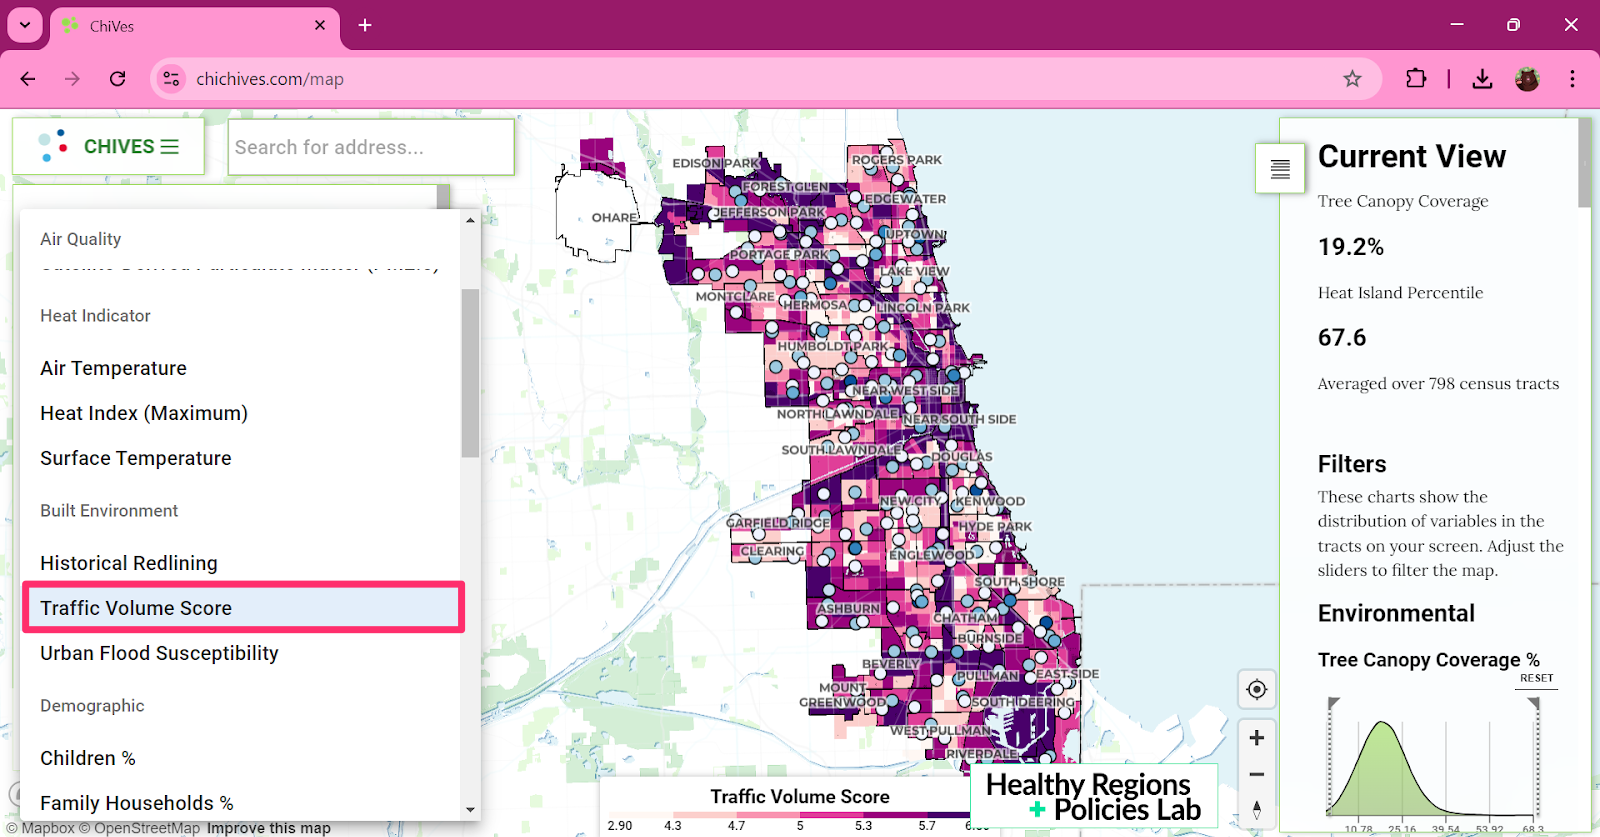 ChiVes
chichives.com/map
CHIVES
Search for address...
Air Quality
Heat Indicator
Air Temperature
Heat Index (Maximum)
Surface Temperature
Built Environment
Historical Redlining
Traffic Volume Score
Urban Flood Susceptibility
Demographic
Children %
Family Households %
© Mapbox © OpenStreetMap Improve this map
EDISON PARK
ROGERS PARK
FOREST GLEN
EDGEWATER
OHARE
JEFFERSON PARK
UPTOWN
PORTAGE PARK
LAKE VIEW
MONTCLARE
HERMOSA
LINCOLN PARK
HUMBOLDT PARK
NEAR WEST SIDE
NORTH LAWNDALE
NEAR SOUTH SIDE
SOUTH LAWNDALE
DOUGLAS
NEW CITY
KENWOOD
GARFIELD RIDGE
HYDE PARK
CLEARING
ENGLEWOOD
SOUTH SHORE
ASHBURN
CHATHAM
BURNSIDE
BEVERLY
PULLMAN
EAST SIDE
MOUNT
GREENWOOD
SOUTH DEERING
WEST PULLMAN
RIVERDALE
Traffic Volume Score
2.90 4.3 4.7 5 5.3 5.7
Healthy Regions
+ Policies Lab
Current View
Tree Canopy Coverage
19.2%
Heat Island Percentile
67.6
Averaged over 798 census tracts
Filters
These charts show the
distribution of variables in the
tracts on your screen. Adjust the
sliders to filter the map.
Environmental
Tree Canopy Coverage %
RESET
10.78 25.16 39.54 53.92 68.3